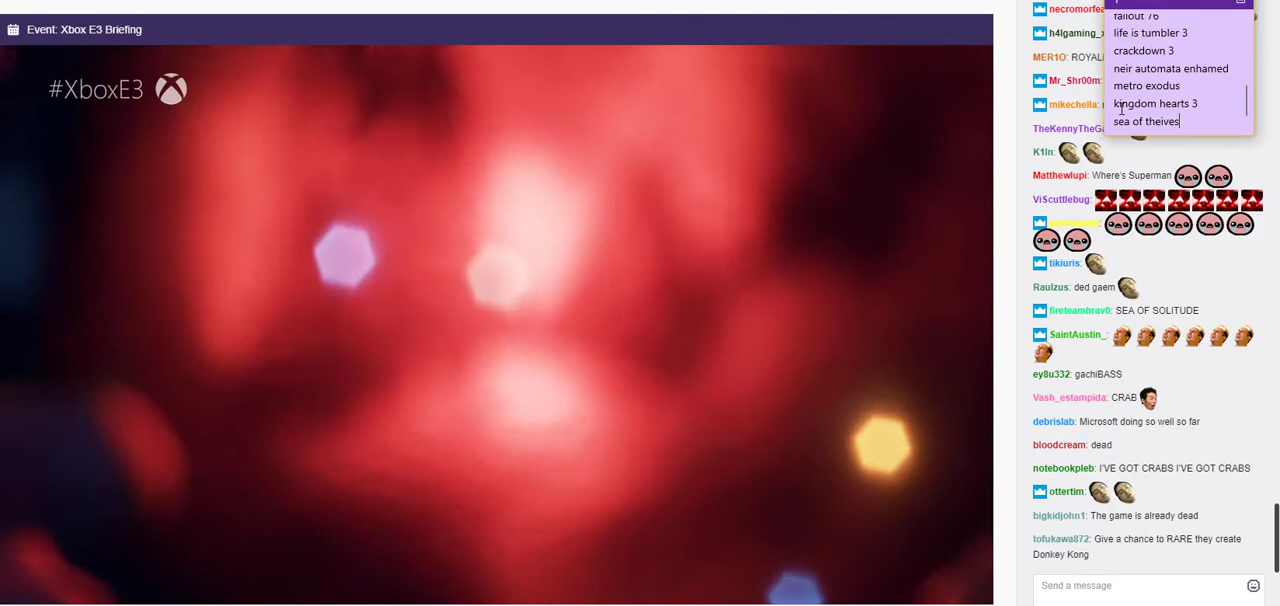 Event: Xbox E3 Briefing
#XboxE3
fallout 76
life is tumbler 3
crackdown 3
neir automata enhamed
metro exodus
kingdom hearts 3
sea of theives
necromorfea
h4lgaming_x
MER1O: ROYAL
Mr_Shr00m:
mikechella:
TheKennyTheGa
K1ln:
Matthewlupi: Where's Superman
ViScuttlebug:
tikiuris:
Raulzus: ded gaem
fireteambrav0: SEA OF SOLITUDE
SaintAustin_:
ey8u332: gachiBASS
Vash_estampida: CRAB
debrislab: Microsoft doing so well so far
bloodcream: dead
notebookpleb: I'VE GOT CRABS I'VE GOT CRABS
ottertim:
bigkidjohn1: The game is already dead
tofukawa872: Give a chance to RARE they create
Donkey Kong
Send a message